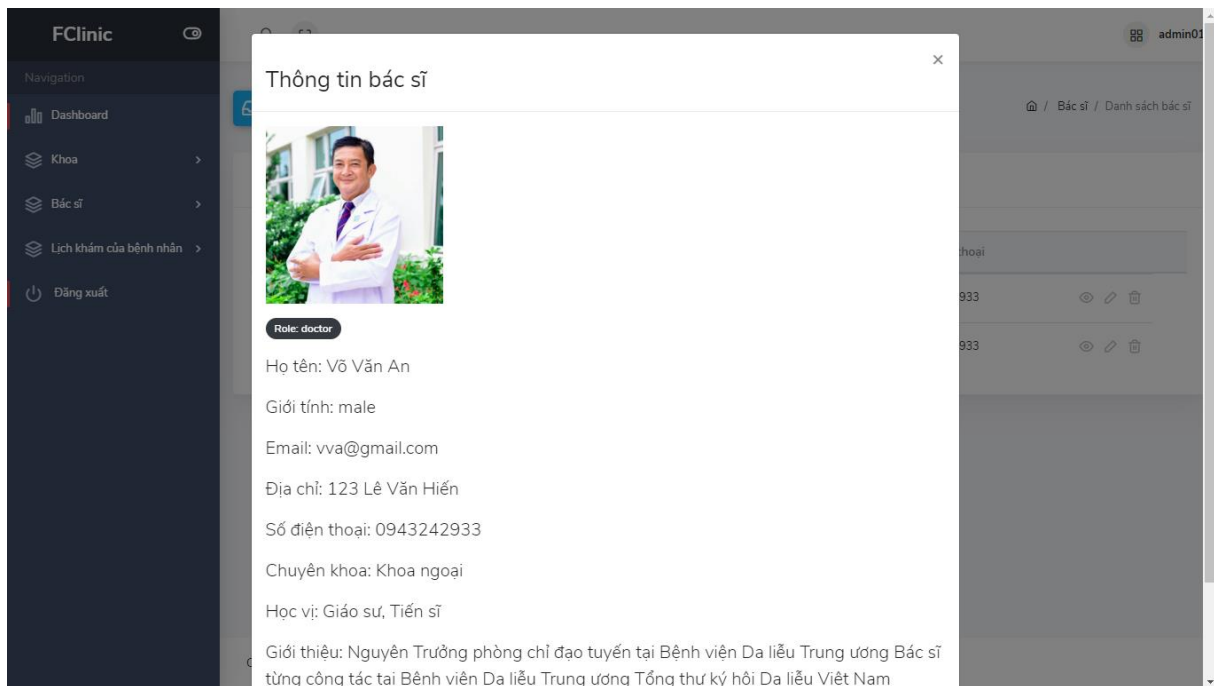 FClinic
admin01
Navigation
Dashboard
Khoa
Bác sĩ
Lịch khám của bệnh nhân
Đăng xuất
/ Bác sĩ / Danh sách bác sĩ
Thông tin bác sĩ
×
Role: doctor
Họ tên: Võ Văn An
Giới tính: male
Email: vva@gmail.com
Địa chỉ: 123 Lê Văn Hiến
Số điện thoại: 0943242933
Chuyên khoa: Khoa ngoại
Học vị: Giáo sư, Tiến sĩ
Giới thiệu: Nguyên Trưởng phòng chỉ đạo tuyến tại Bệnh viện Da liễu Trung ương Bác sĩ
từng công tác tại Bệnh viện Da liễu Trung ương Tổng thư ký hội Da liễu Việt Nam
thoại
933
933